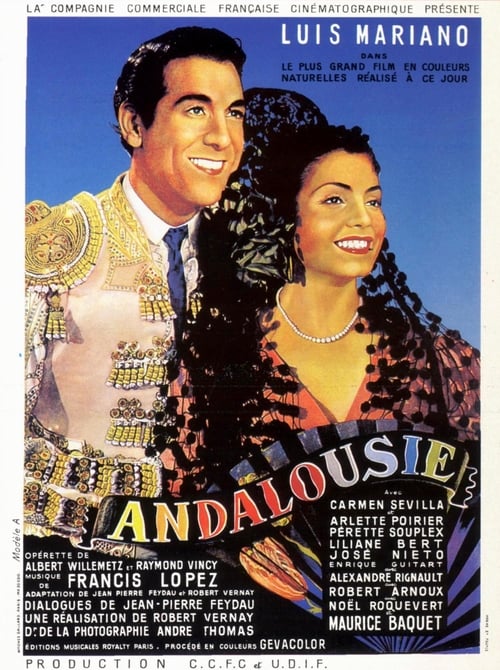 LA COMPAGNIE COMMERCIALE FRANÇAISE CINÉMATOGRAPHIQUE PRÉSENTE
LUIS MARIANO
DANS
LE PLUS GRAND FILM EN COULEURS
NATURELLES RÉALISÉ À CE JOUR
ANDALOUSIE
Avec
CARMEN SEVILLA
et
ARLETTE POIRIER
PÉRETTE SOUPLEX
LILIANE BERT
JOSÉ NIETO
ENRIQUE GUITART
ALEXANDRE RIGNAULT
ROBERT ARNOUX
NOËL ROQUEVERT
et
MAURICE BAQUET
OPÉRETTE DE
ALBERT WILLEMETZ et RAYMOND VINCY
MUSIQUE DE FRANCIS LOPEZ
ADAPTATION DE JEAN PIERRE FEYDAU et ROBERT VERNAY
DIALOGUES DE JEAN-PIERRE FEYDAU
UNE RÉALISATION DE ROBERT VERNAY
Dr. DE LA PHOTOGRAPHIE ANDRE THOMAS
EDITIONS MUSICALES ROYALTY PARIS. PROCÉDÉ EN COULEURS GEVACOLOR
PRODUCTION C.C.F.C et U.D.I.F.
Modèle A